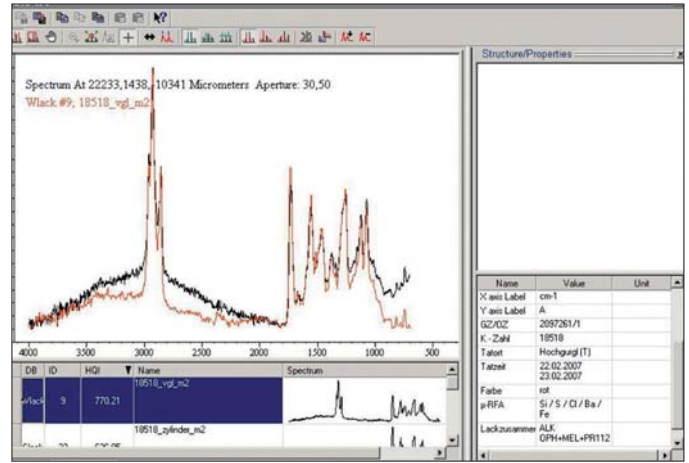 Structure/Properties
Spectrum At 22233,1438,-10341 Micrometers Aperture: 30,50
Wlack #9; 18518_vgl_m2
4000 3500 3000 2500 2000 1500 1000 500
DB ID HQI Name Spectrum
Wlack 9 770.21 18518_vgl_m2
18518_zylinder_m2
Name Value Unit
X axis Label cm-1
Y axis Label A
GZ/OZ 2097261/1
K - Zahl 18518
Tatort Hochgurgl (T)
Tatzeit 22.02.2007
23.02.2007
Farbe rot
µ-RFA Si / S / Cl / Ba /
Fe
Lackzusammer ALK
OPH+MEL+PR112